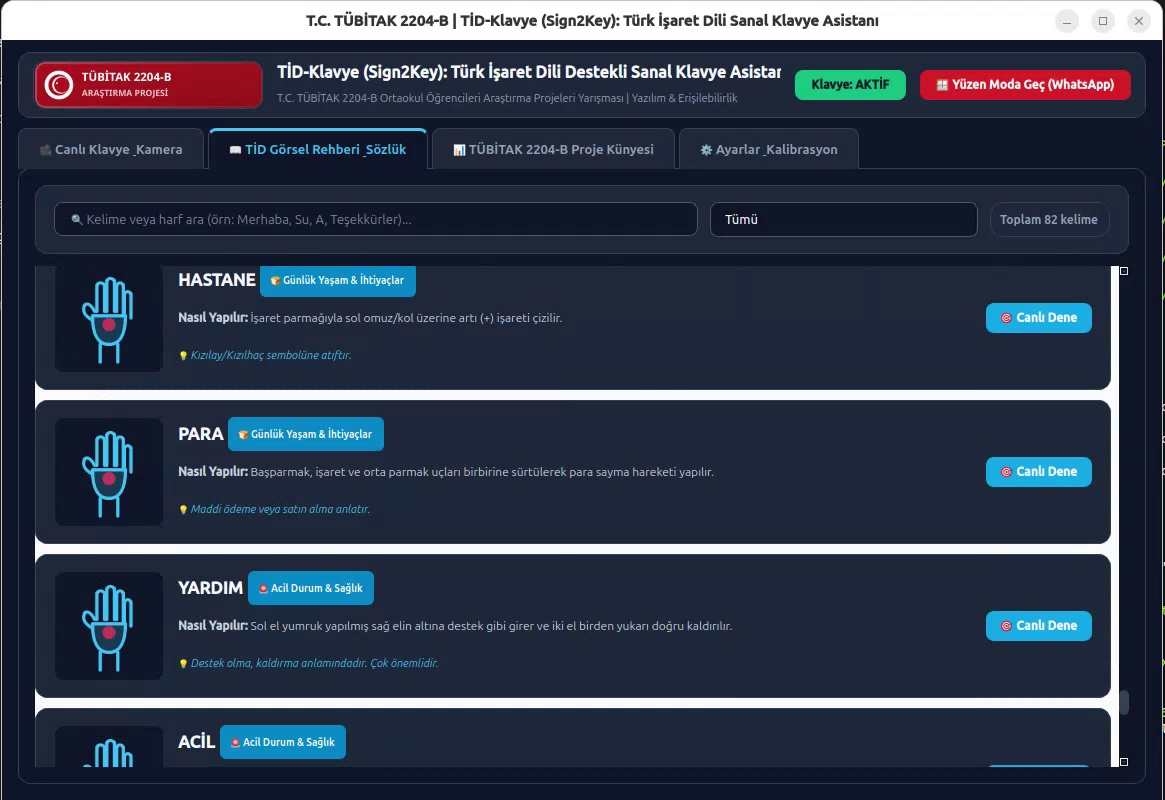 T.C. TÜBİTAK 2204-B | TİD-Klavye (Sign2Key): Türk İşaret Dili Sanal Klavye Asistanı
TÜBİTAK 2204-B
ARAŞTIRMA PROJESİ
TİD-Klavye (Sign2Key): Türk İşaret Dili Destekli Sanal Klavye Asistan
T.C. TÜBİTAK 2204-B Ortaokul Öğrencileri Araştırma Projeleri Yarışması | Yazılım & Erişilebilirlik
Klavye: AKTİF
Yüzen Moda Geç (WhatsApp)
Canlı Klavye _Kamera
TİD Görsel Rehberi _Sözlük
TÜBİTAK 2204-B Proje Künyesi
Ayarlar _Kalibrasyon
Kelime veya harf ara (örn: Merhaba, Su, A, Teşekkürler)...
Tümü
Toplam 82 kelime
HASTANE
Günlük Yaşam & İhtiyaçlar
Nasıl Yapılır: İşaret parmağıyla sol omuz/kol üzerine artı (+) işareti çizilir.
Kızılay/Kızılhaç sembolüne atıftır.
Canlı Dene
PARA
Günlük Yaşam & İhtiyaçlar
Nasıl Yapılır: Başparmak, işaret ve orta parmak uçları birbirine sürtülerek para sayma hareketi yapılır.
Maddi ödeme veya satın alma anlatır.
Canlı Dene
YARDIM
Acil Durum & Sağlık
Nasıl Yapılır: Sol el yumruk yapılmış sağ elin altına destek gibi girer ve iki el birden yukarı doğru kaldırılır.
Destek olma, kaldırma anlamındadır. Çok önemlidir.
Canlı Dene
ACİL
Acil Durum & Sağlık